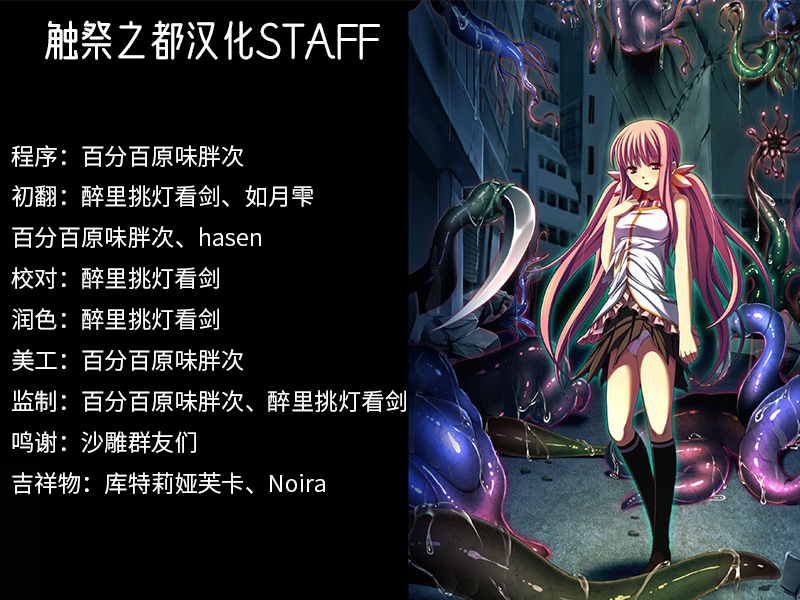 触祭之都汉化STAFF
程序：百分百原味胖次
初翻：醉里挑灯看剑、如月雫
百分百原味胖次、hasen
校对：醉里挑灯看剑
润色：醉里挑灯看剑
美工：百分百原味胖次
监制：百分百原味胖次、醉里挑灯看剑
鸣谢：沙雕群友们
吉祥物：库特莉娅芙卡、Noira